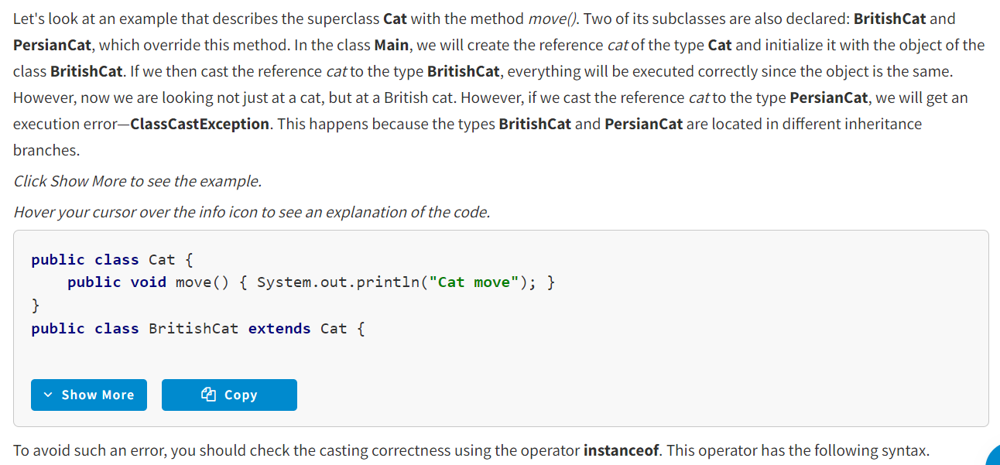 Let's look at an example that describes the superclass Cat with the method move(). Two of its subclasses are also declared: BritishCat and
PersianCat, which override this method. In the class Main, we will create the reference cat of the type Cat and initialize it with the object of the
class BritishCat. If we then cast the reference cat to the type BritishCat, everything will be executed correctly since the object is the same.
However, now we are looking not just at a cat, but at a British cat. However, if we cast the reference cat to the type PersianCat, we will get an
execution error—ClassCastException. This happens because the types BritishCat and PersianCat are located in different inheritance
branches.
Click Show More to see the example.
Hover your cursor over the info icon to see an explanation of the code.
public class Cat {
    public void move() { System.out.println("Cat move"); }
}
public class BritishCat extends Cat {
Show More
Copy
To avoid such an error, you should check the casting correctness using the operator instanceof. This operator has the following syntax.